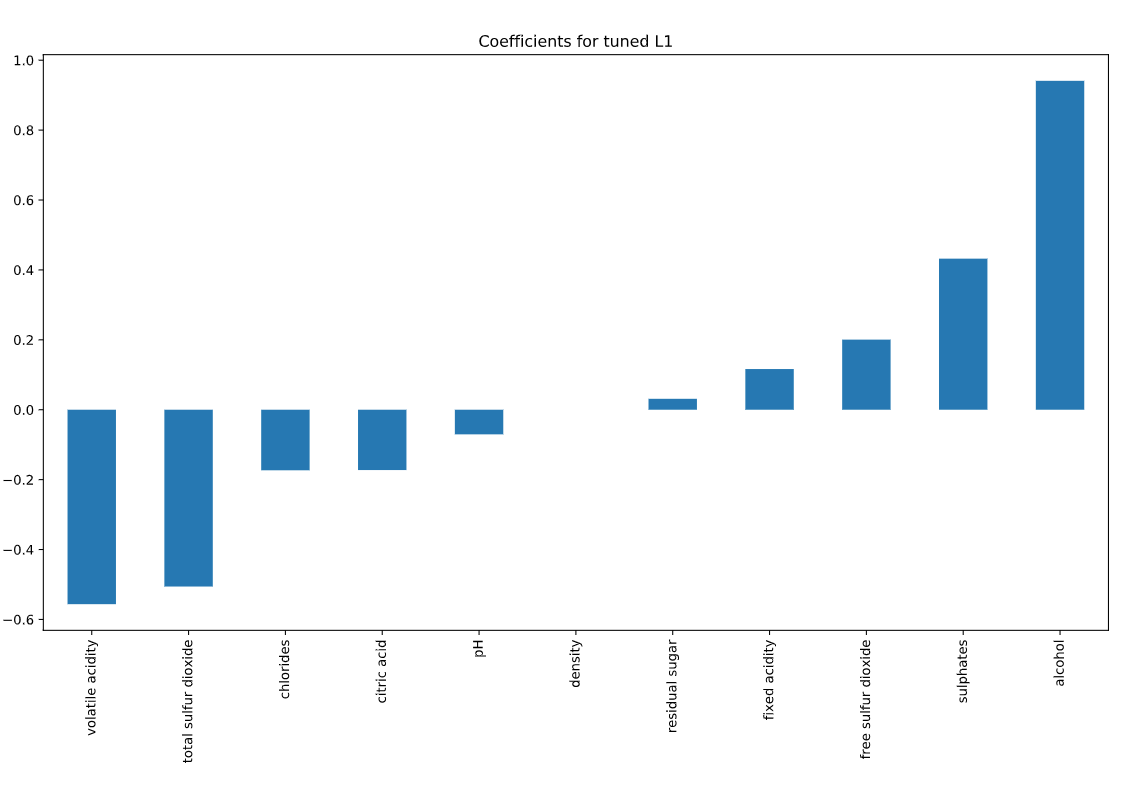 Coefficients for tuned L1
1.0
0.8
0.6
0.4
0.2
0.0
−0.2
−0.4
−0.6
volatile acidity
total sulfur dioxide
chlorides
citric acid
pH
density
residual sugar
fixed acidity
free sulfur dioxide
sulphates
alcohol